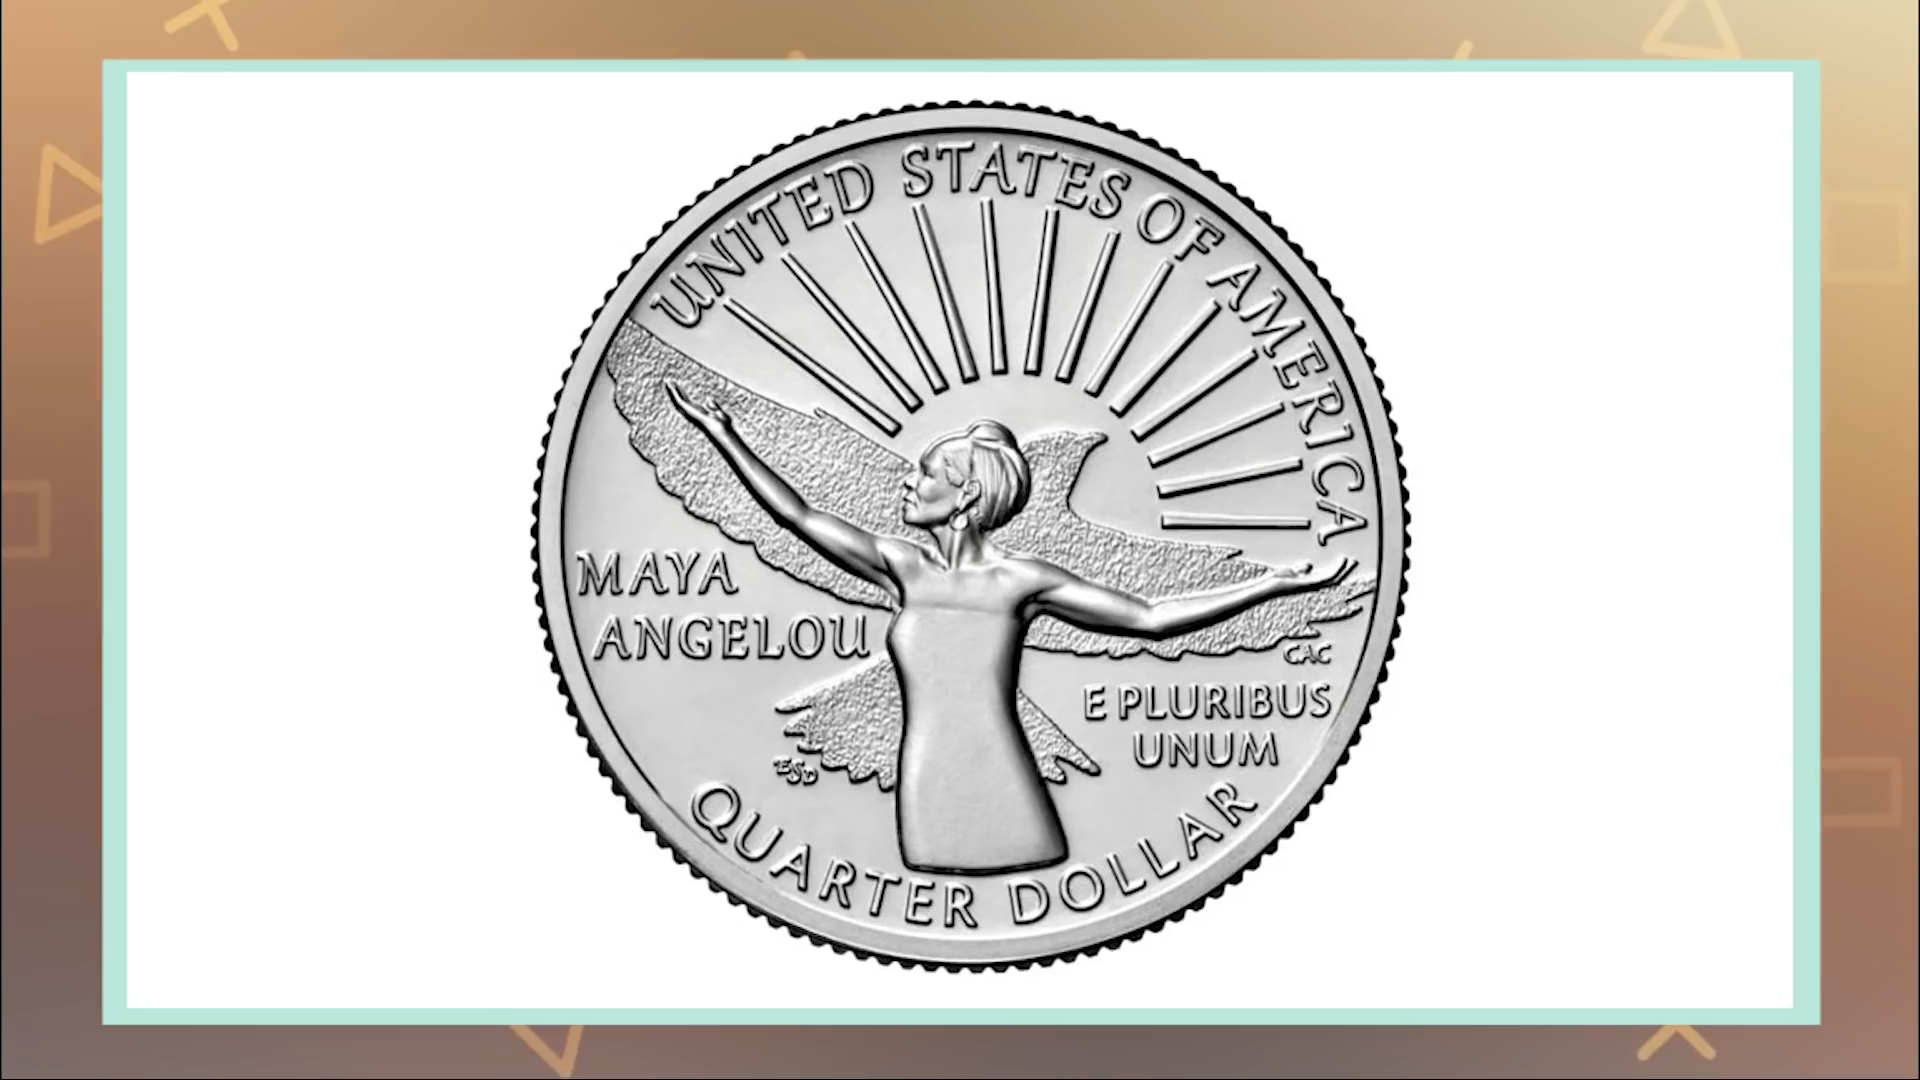 UNITED STATES OF AMERICA
MAYA
ANGELOU
CAC
E PLURIBUS
UNUM
ESD
QUARTER DOLLAR